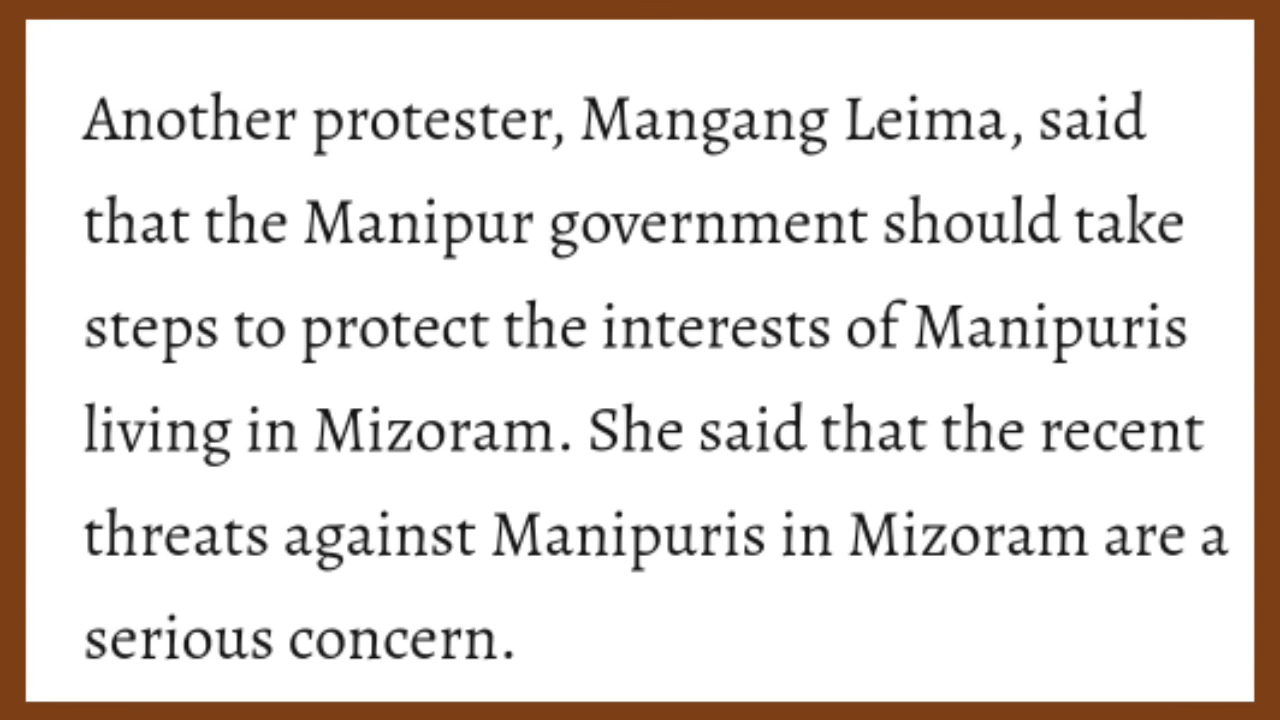 Another protester, Mangang Leima, said
that the Manipur government should take
steps to protect the interests of Manipuris
living in Mizoram. She said that the recent
threats against Manipuris in Mizoram are a
serious concern.